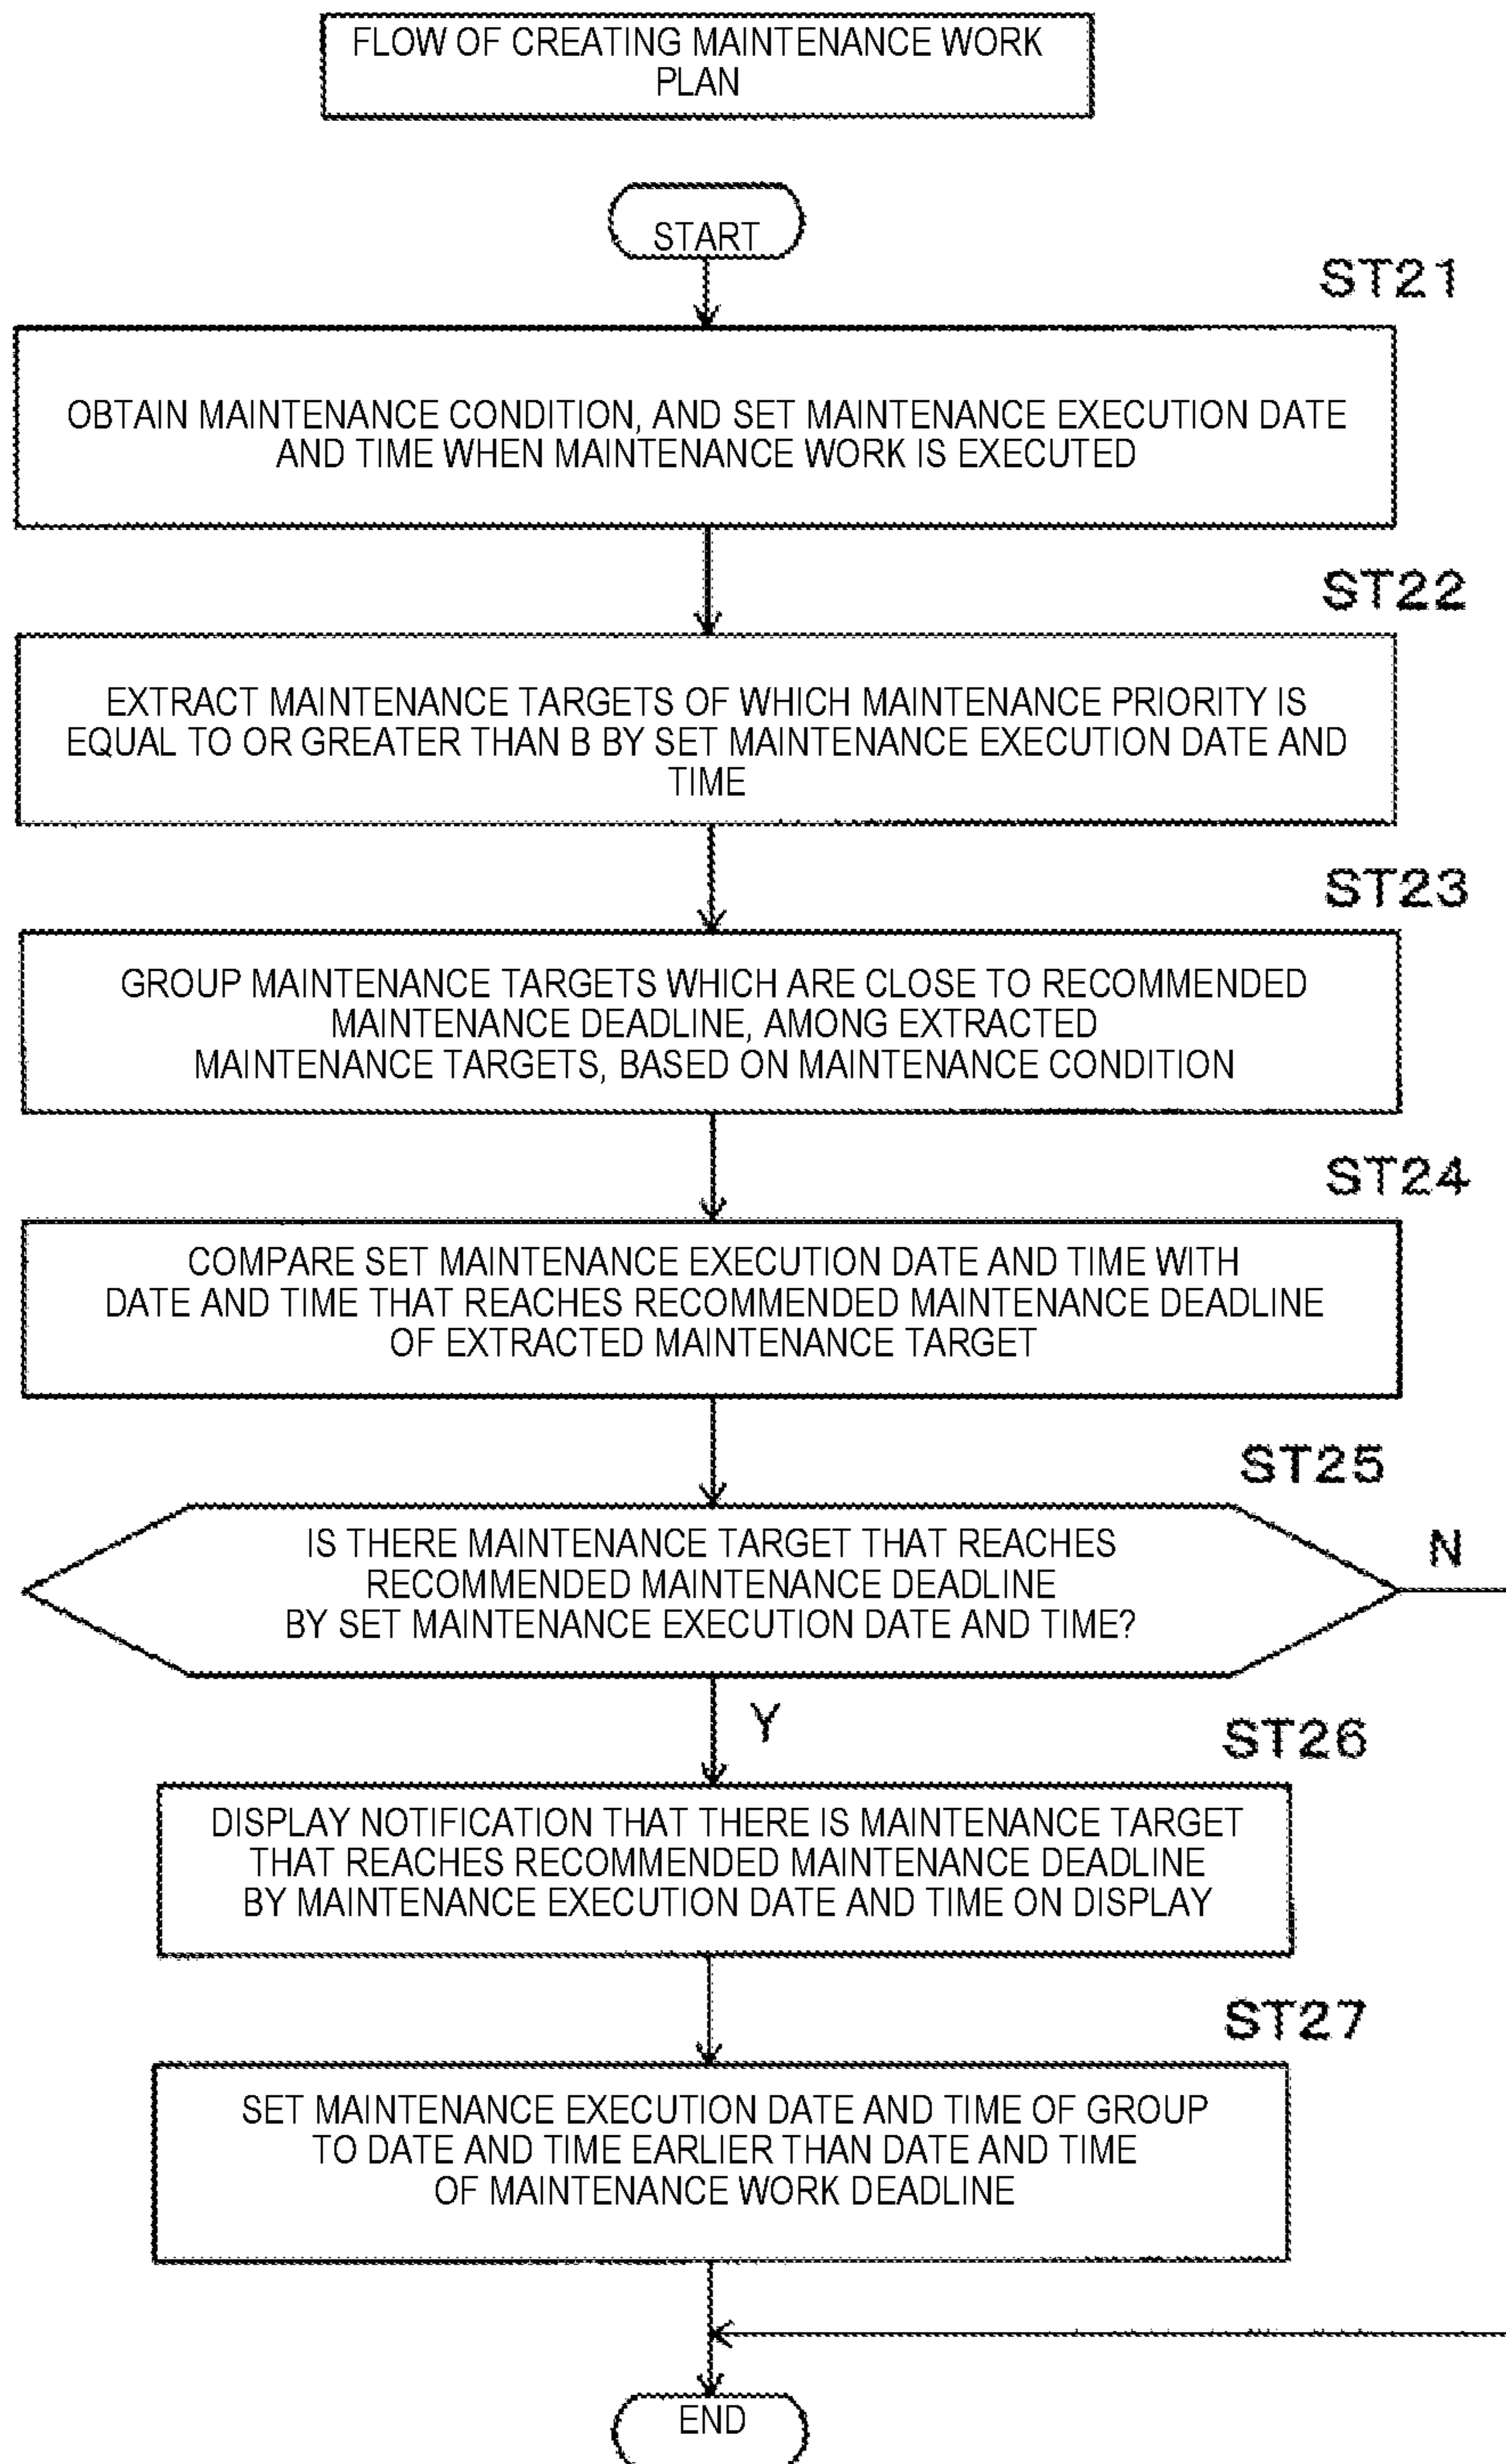 FLOW OF CREATING MAINTENANCE WORK
PLAN
START
ST21
OBTAIN MAINTENANCE CONDITION, AND SET MAINTENANCE EXECUTION DATE
AND TIME WHEN MAINTENANCE WORK IS EXECUTED
ST22
EXTRACT MAINTENANCE TARGETS OF WHICH MAINTENANCE PRIORITY IS
EQUAL TO OR GREATER THAN B BY SET MAINTENANCE EXECUTION DATE AND
TIME
ST23
GROUP MAINTENANCE TARGETS WHICH ARE CLOSE TO RECOMMENDED
MAINTENANCE DEADLINE, AMONG EXTRACTED
MAINTENANCE TARGETS, BASED ON MAINTENANCE CONDITION
ST24
COMPARE SET MAINTENANCE EXECUTION DATE AND TIME WITH
DATE AND TIME THAT REACHES RECOMMENDED MAINTENANCE DEADLINE
OF EXTRACTED MAINTENANCE TARGET
ST25
IS THERE MAINTENANCE TARGET THAT REACHES
RECOMMENDED MAINTENANCE DEADLINE
BY SET MAINTENANCE EXECUTION DATE AND TIME?
N
Y
ST26
DISPLAY NOTIFICATION THAT THERE IS MAINTENANCE TARGET
THAT REACHES RECOMMENDED MAINTENANCE DEADLINE
BY MAINTENANCE EXECUTION DATE AND TIME ON DISPLAY
ST27
SET MAINTENANCE EXECUTION DATE AND TIME OF GROUP
TO DATE AND TIME EARLIER THAN DATE AND TIME
OF MAINTENANCE WORK DEADLINE
END